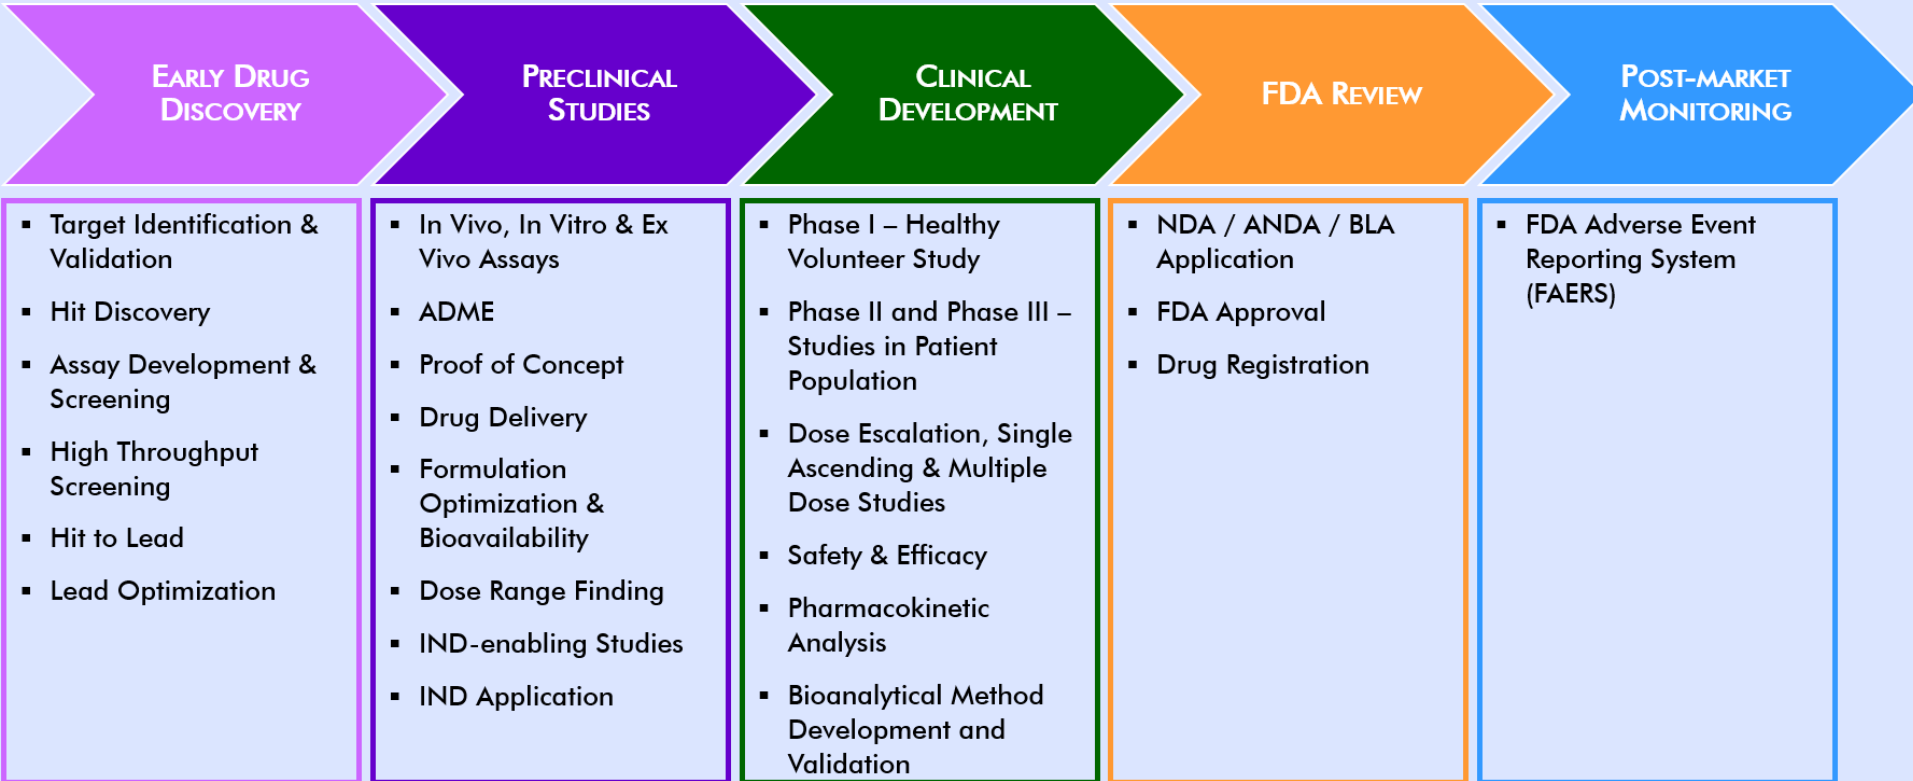 EARLY DRUG
DISCOVERY
PRECLINICAL
STUDIES
CLINICAL
DEVELOPMENT
FDA REVIEW
POST-MARKET
MONITORING
▪ Target Identification &
Validation
▪ Hit Discovery
▪ Assay Development &
Screening
▪ High Throughput
Screening
▪ Hit to Lead
▪ Lead Optimization
▪ In Vivo, In Vitro & Ex
Vivo Assays
▪ ADME
▪ Proof of Concept
▪ Drug Delivery
▪ Formulation
Optimization &
Bioavailability
▪ Dose Range Finding
▪ IND-enabling Studies
▪ IND Application
▪ Phase I – Healthy
Volunteer Study
▪ Phase II and Phase III –
Studies in Patient
Population
▪ Dose Escalation, Single
Ascending & Multiple
Dose Studies
▪ Safety & Efficacy
▪ Pharmacokinetic
Analysis
▪ Bioanalytical Method
Development and
Validation
▪ NDA / ANDA / BLA
Application
▪ FDA Approval
▪ Drug Registration
▪ FDA Adverse Event
Reporting System
(FAERS)